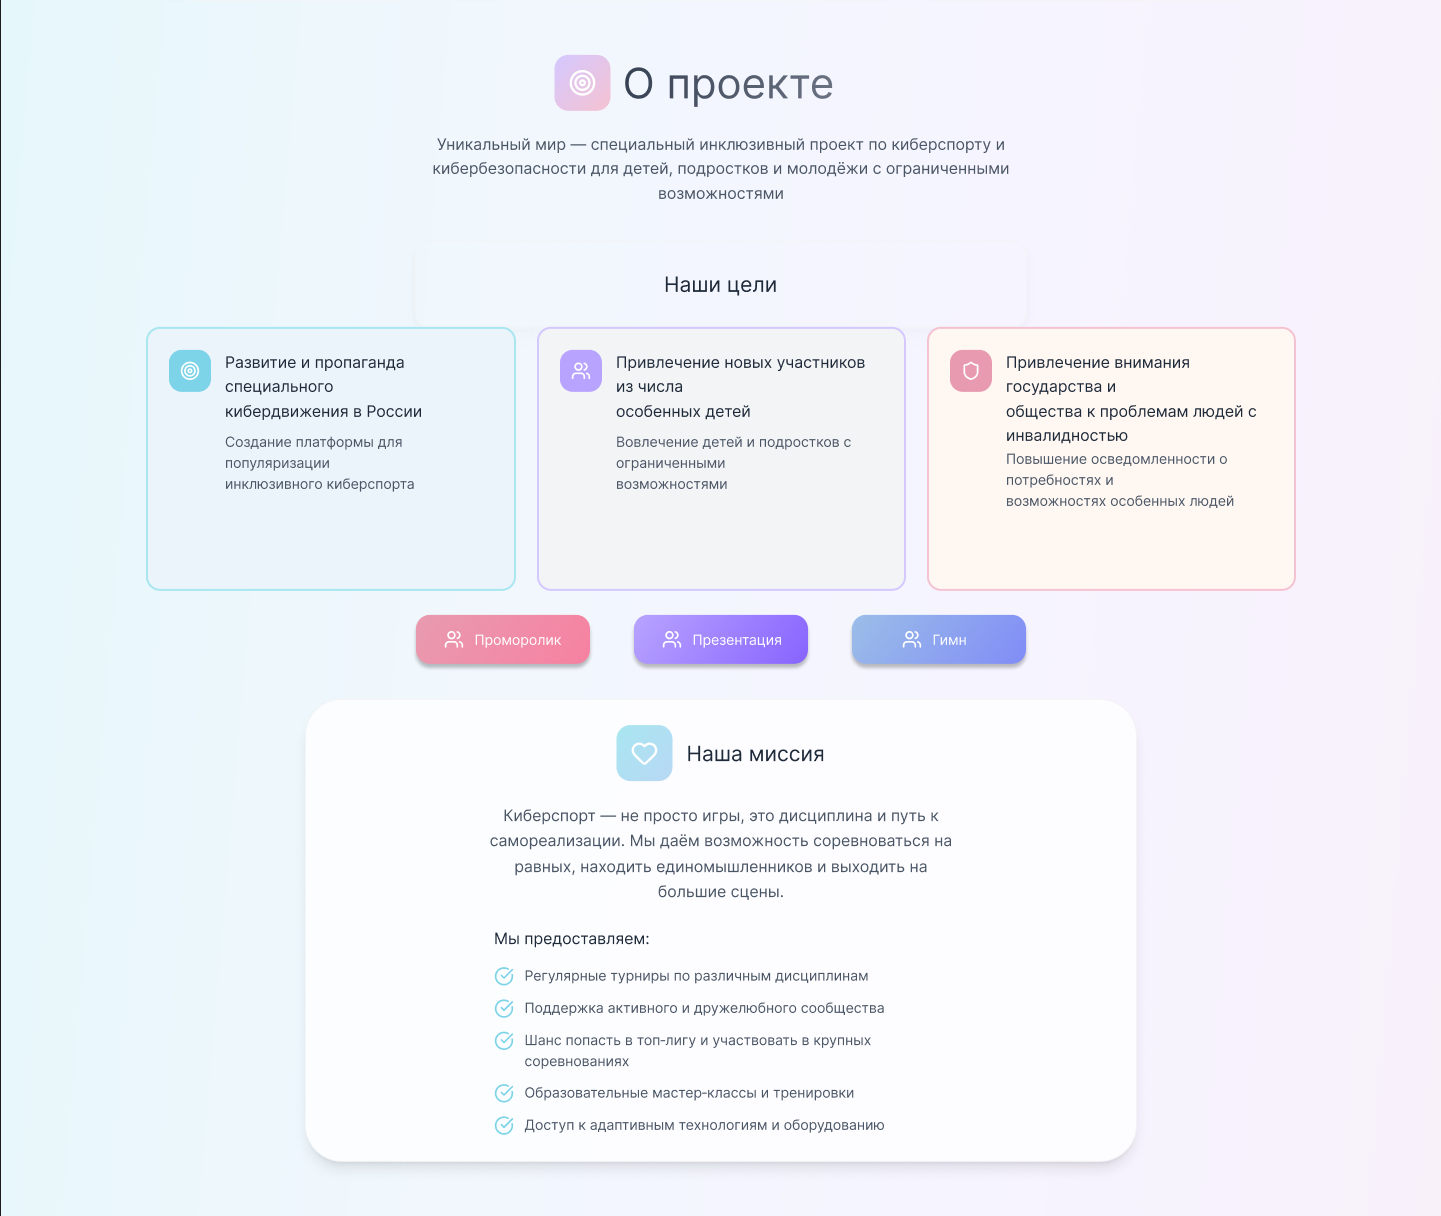 О проекте
Уникальный мир — специальный инклюзивный проект по киберспорту и
кибербезопасности для детей, подростков и молодёжи с ограниченными
возможностями
Наши цели
Развитие и пропаганда
специального
кибердвижения в России
Создание платформы для
популяризации
инклюзивного киберспорта
Привлечение новых участников
из числа
особенных детей
Вовлечение детей и подростков с
ограниченными
возможностями
Привлечение внимания
государства и
общества к проблемам людей с
инвалидностью
Повышение осведомленности о
потребностях и
возможностях особенных людей
Проморолик
Презентация
Гимн
Наша миссия
Киберспорт — не просто игры, это дисциплина и путь к
самореализации. Мы даём возможность соревноваться на
равных, находить единомышленников и выходить на
большие сцены.
Мы предоставляем:
Регулярные турниры по различным дисциплинам
Поддержка активного и дружелюбного сообщества
Шанс попасть в топ-лигу и участвовать в крупных
соревнованиях
Образовательные мастер-классы и тренировки
Доступ к адаптивным технологиям и оборудованию